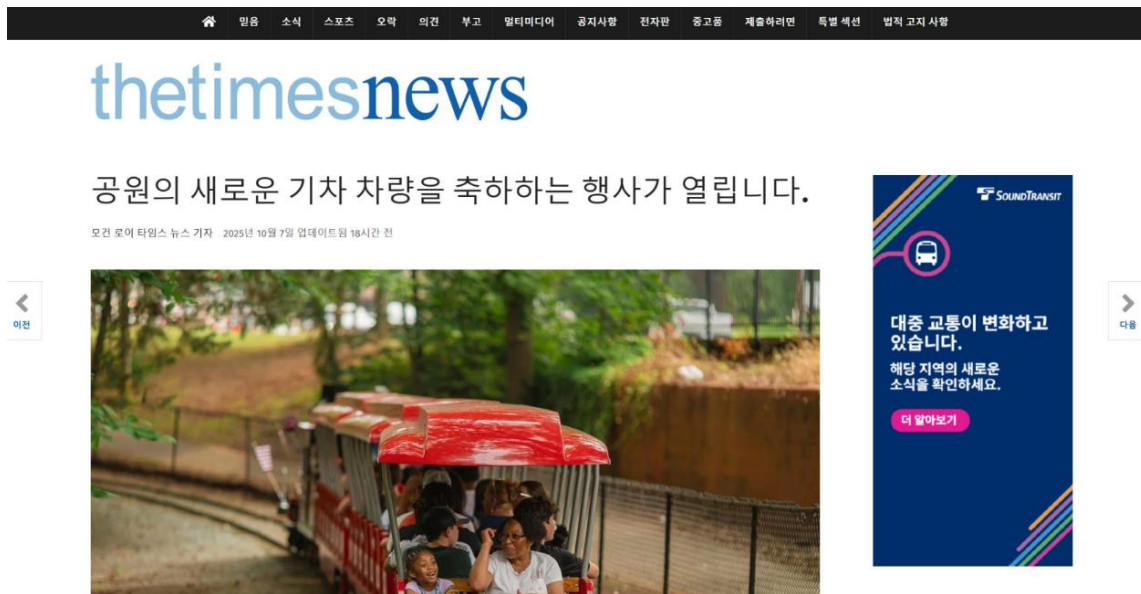 믿음 소식 스포츠 오락 의견 부고 멀티미디어 공지사항 전자판 중고품 제출하려면 특별 섹션 법적 고지 사항
thetimesnews
공원의 새로운 기차 차량을 축하하는 행사가 열립니다.
모건 로이 타임스 뉴스 기자 2025년 10월 7일 업데이트됨 18시간 전
SOUNDTRANSIT
이전
다음
대중 교통이 변화하고
있습니다.
해당 지역의 새로운
소식을 확인하세요.
더 알아보기